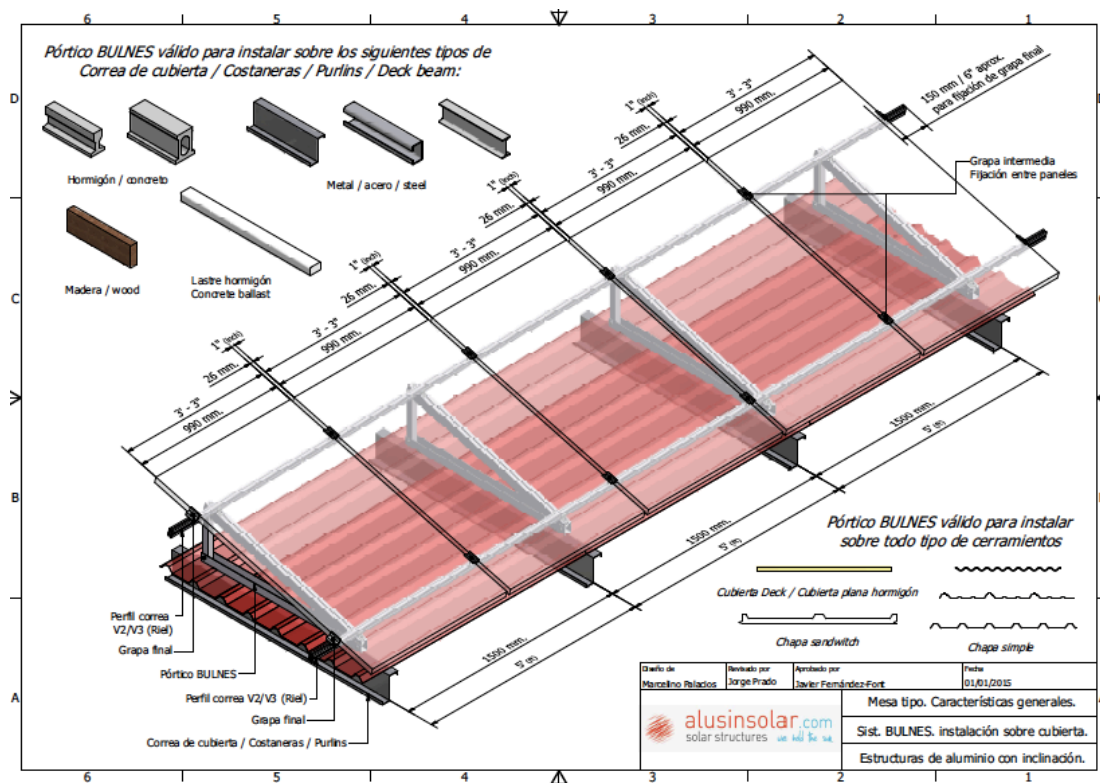 6 5 4 3 2 1
Pórtico BULNES válido para instalar sobre los siguientes tipos de
Correa de cubierta / Costaneras / Purlins / Deck beam:
D
Hormigón / concreto
Metal / acero / steel
Madera / wood
Lastre hormigón
Concrete ballast
150 mm / 6" aprox.
para fijación de grapa final
3' - 3"
990 mm.
1" (inch)
26 mm.
3' - 3"
990 mm.
1" (inch)
26 mm.
3' - 3"
990 mm.
1" (inch)
26 mm.
3' - 3"
990 mm.
1" (inch)
26 mm.
3' - 3"
990 mm.
Grapa intermedia
Fijación entre paneles
C
B
1500 mm.
5' (ft)
1500 mm.
5' (ft)
1500 mm.
5' (ft)
Pórtico BULNES válido para instalar
sobre todo tipo de cerramientos
Cubierta Deck / Cubierta plana hormigón
Chapa sandwitch
Chapa simple
Perfil correa
V2/V3 (Riel)
Grapa final
Pórtico BULNES
Perfil correa V2/V3 (Riel)
Grapa final
Correa de cubierta / Costaneras / Purlins
A
Diseño de
Marcelino Palacios
Revisado por
Jorge Prado
Aprobado por
Javier Fernández-Font
Fecha
01/01/2015
alusinsolar.com
solar structures we hold the sun
Mesa tipo. Características generales.
Sist. BULNES. instalación sobre cubierta.
Estructuras de aluminio con inclinación.
6 5 4 3 2 1